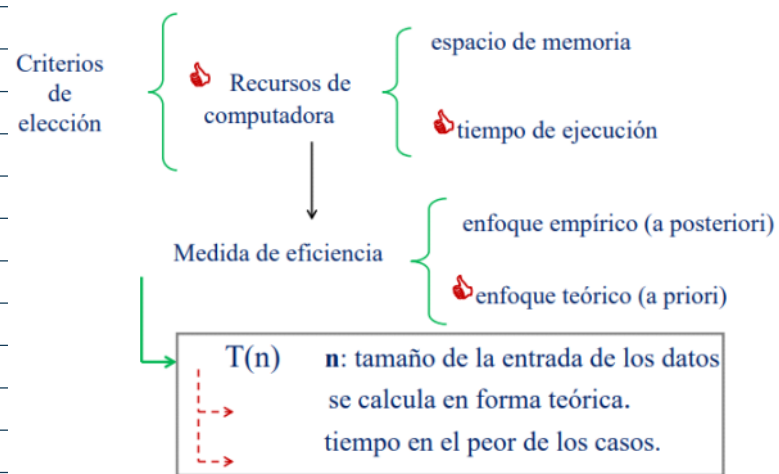 Criterios
de
elección
Recursos de
computadora
espacio de memoria
tiempo de ejecución
Medida de eficiencia
enfoque empírico (a posteriori)
enfoque teórico (a priori)
T(n) n: tamaño de la entrada de los datos
se calcula en forma teórica.
tiempo en el peor de los casos.